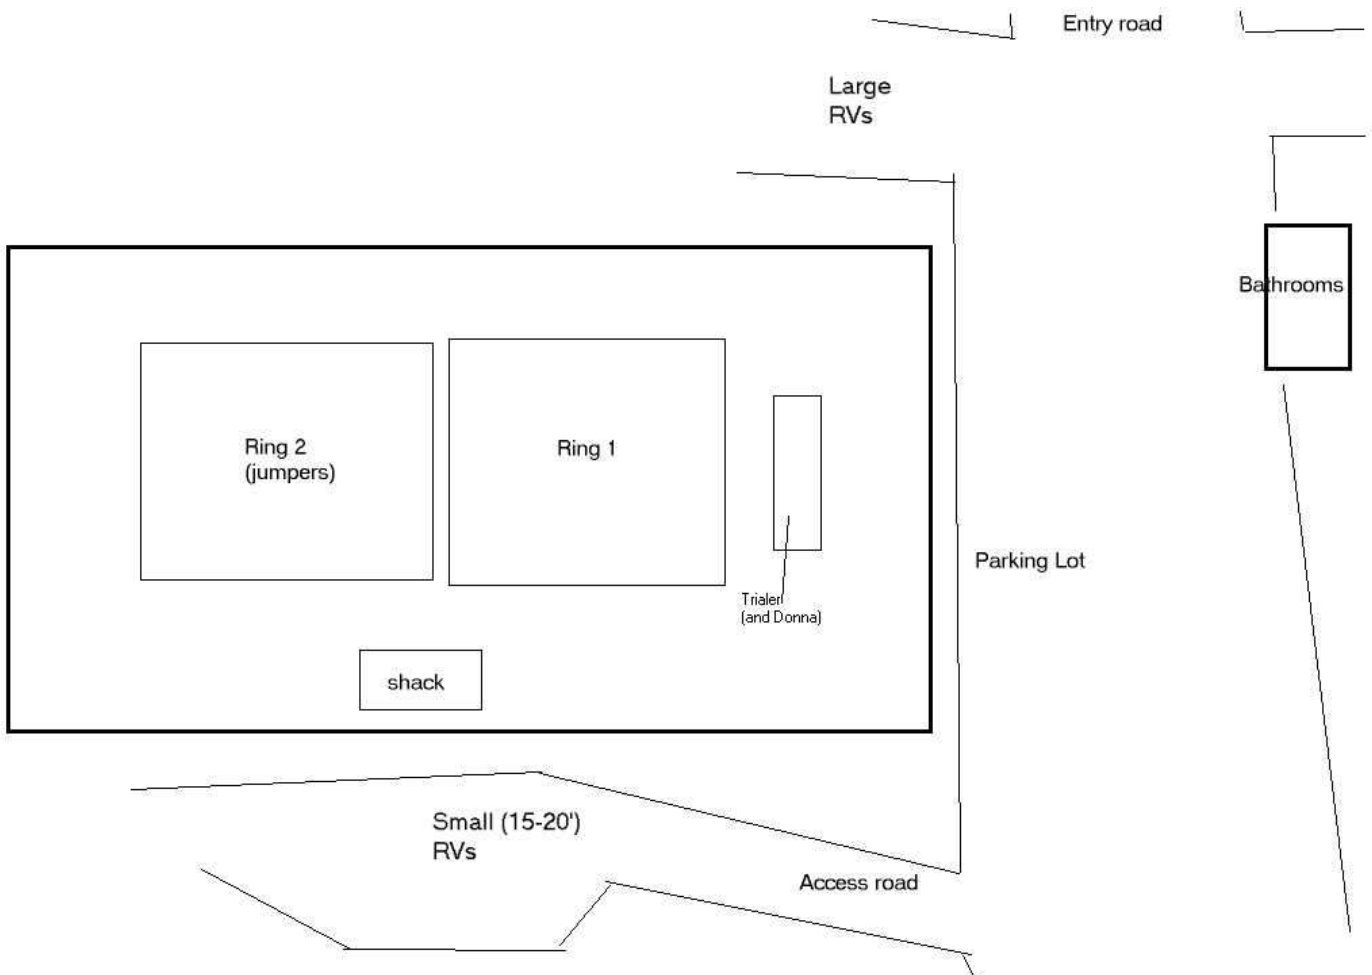 Entry road
Large
RVs
Bathrooms
Ring 2
(jumpers)
Ring 1
Parking Lot
Trialer
(and Donna)
shack
Small (15-20')
RVs
Access road